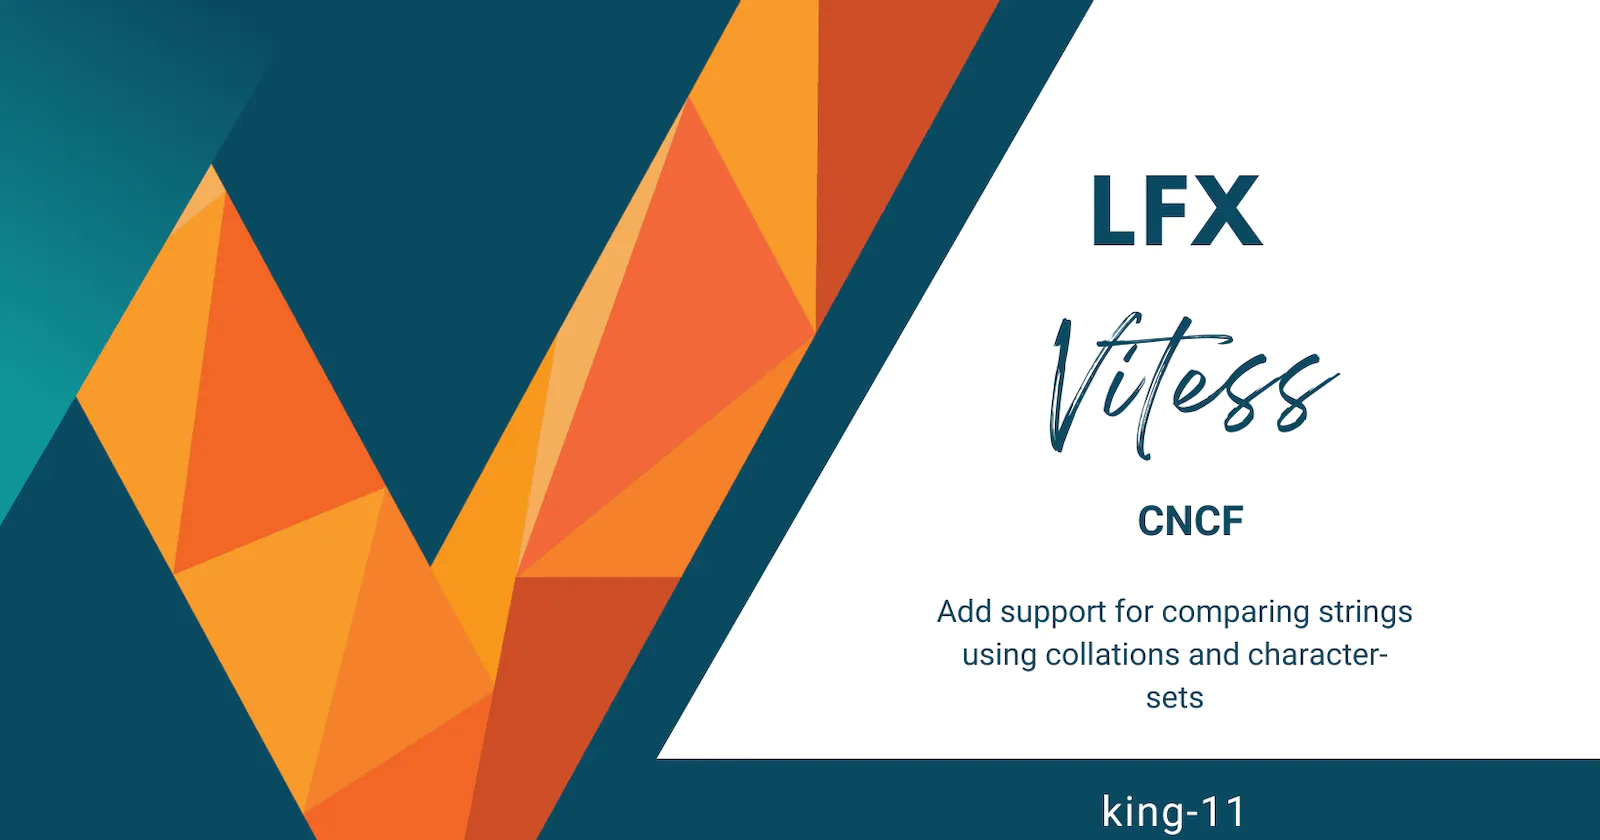 LFX
Vitess
CNCF
Add support for comparing strings
using collations and character-
sets
king-11